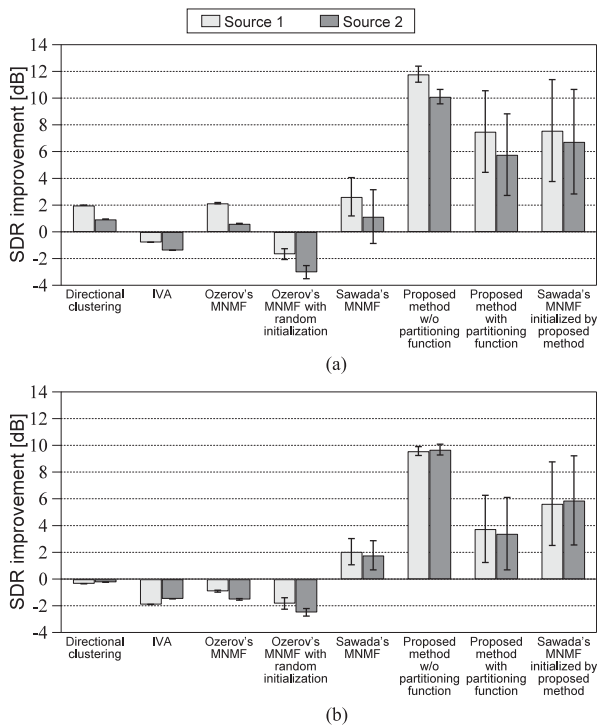 Source 1 Source 2
SDR improvement [dB]
14
12
10
8
6
4
2
0
-2
-4
Directional
clustering
IVA
Ozerov's
MNMF
Ozerov's
MNMF with
random
initialization
Sawada's
MNMF
Proposed
method
w/o
partitioning
function
Proposed
method
with
partitioning
function
Sawada's
MNMF
initialized by
proposed
method
(a)
SDR improvement [dB]
14
12
10
8
6
4
2
0
-2
-4
Directional
clustering
IVA
Ozerov's
MNMF
Ozerov's
MNMF with
random
initialization
Sawada's
MNMF
Proposed
method
w/o
partitioning
function
Proposed
method
with
partitioning
function
Sawada's
MNMF
initialized by
proposed
method
(b)